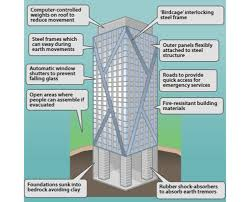 Computer-controlled
weights on roof to
reduce movement
Steel frames which
can sway during
earth movements
Automatic window
shutters to prevent
falling glass
Open areas where
people can assemble if
evacuated
Foundations sunk into
bedrock avoiding clay
'Birdcage' interlocking
steel frame
Outer panels flexibly
attached to steel
structure
Roads to provide
quick access for
emergency services
Fire-resistant building
materials
Rubber shock-absorbers
to absorb earth tremors